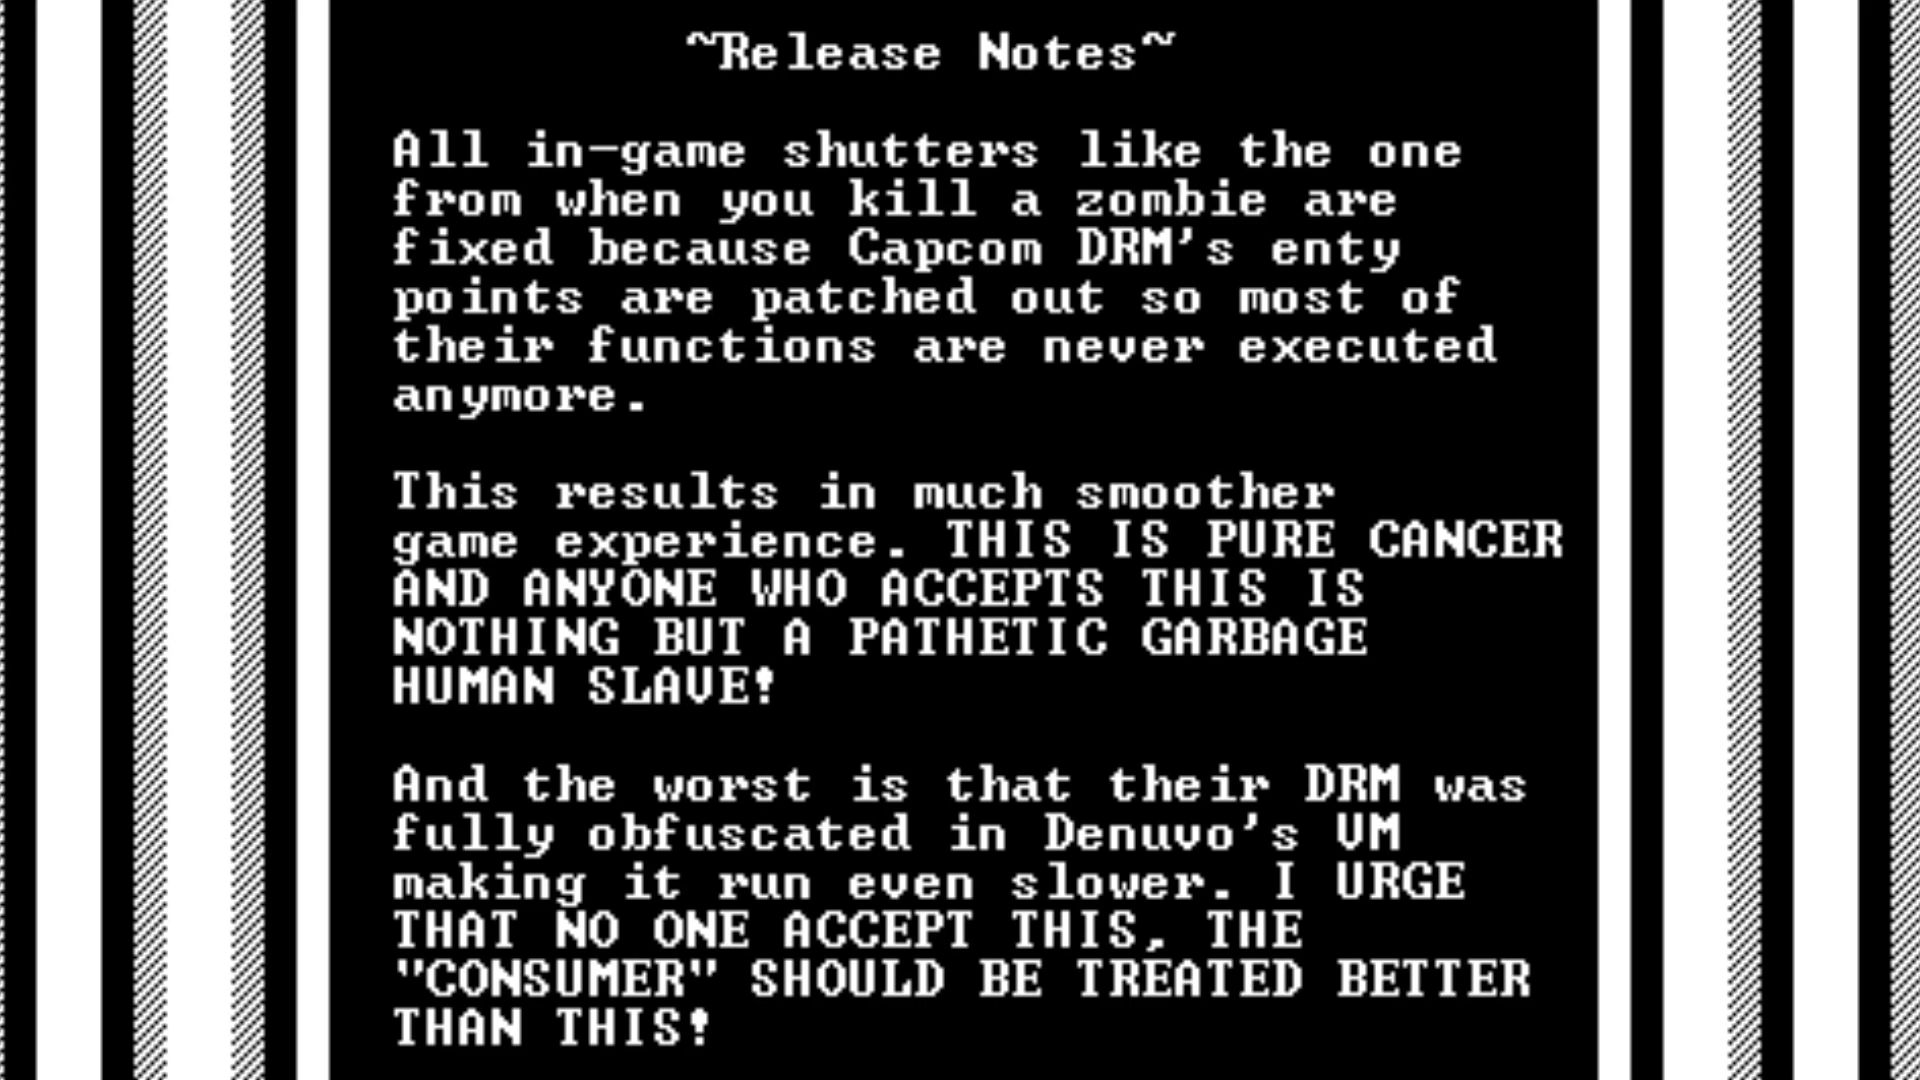 ~Release Notes~
All in-game shutters like the one
from when you kill a zombie are
fixed because Capcom DRM's enty
points are patched out so most of
their functions are never executed
anymore.
This results in much smoother
game experience. THIS IS PURE CANCER
AND ANYONE WHO ACCEPTS THIS IS
NOTHING BUT A PATHETIC GARBAGE
HUMAN SLAVE!
And the worst is that their DRM was
fully obfuscated in Denuvo's VM
making it run even slower. I URGE
THAT NO ONE ACCEPT THIS, THE
"CONSUMER" SHOULD BE TREATED BETTER
THAN THIS!